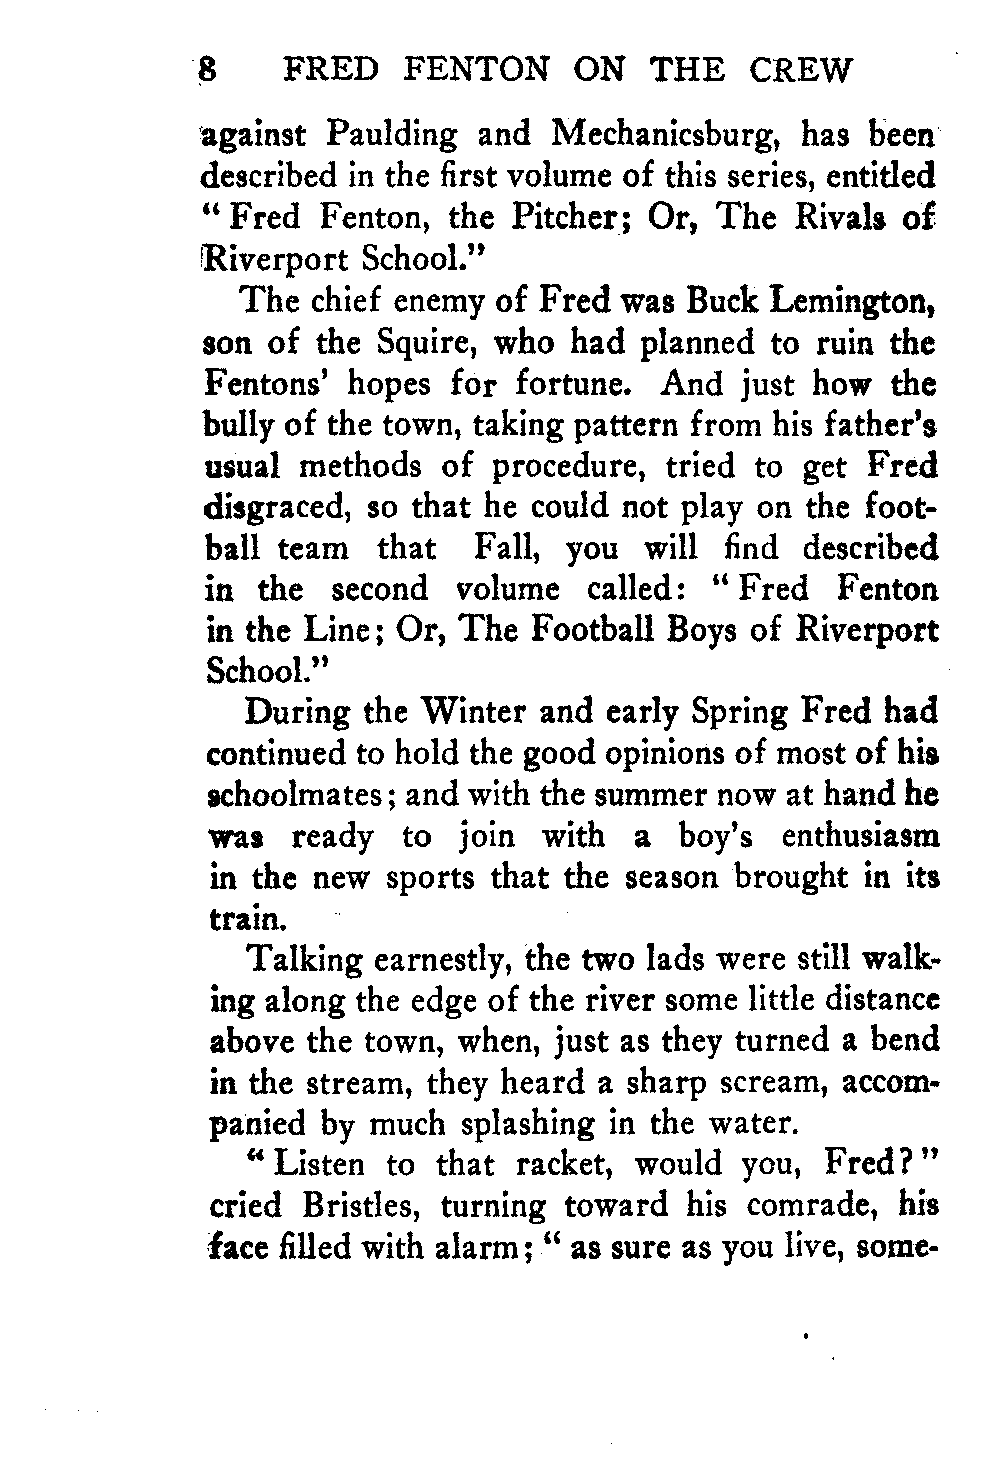 8 FRED FENTON ON THE CREW
against Paulding and Mechanicsburg, has been
described in the first volume of this series, entitled
“ Fred Fenton, the Pitcher; Or, The Rivals of
Riverport School.”
The chief enemy of Fred was Buck Lemington,
son of the Squire, who had planned to ruin the
Fentons’ hopes for fortune. And just how the
bully of the town, taking pattern from his father’s
usual methods of procedure, tried to get Fred
disgraced, so that he could not play on the foot-
ball team that Fall, you will find described
in the second volume called: “ Fred Fenton
in the Line; Or, The Football Boys of Riverport
School.”
During the Winter and early Spring Fred had
continued to hold the good opinions of most of his
schoolmates; and with the summer now at hand he
was ready to join with a boy’s enthusiasm
in the new sports that the season brought in its
train.
Talking earnestly, the two lads were still walk-
ing along the edge of the river some little distance
above the town, when, just as they turned a bend
in the stream, they heard a sharp scream, accom-
panied by much splashing in the water.
“ Listen to that racket, would you, Fred? ”
cried Bristles, turning toward his comrade, his
face filled with alarm; “ as sure as you live, some-